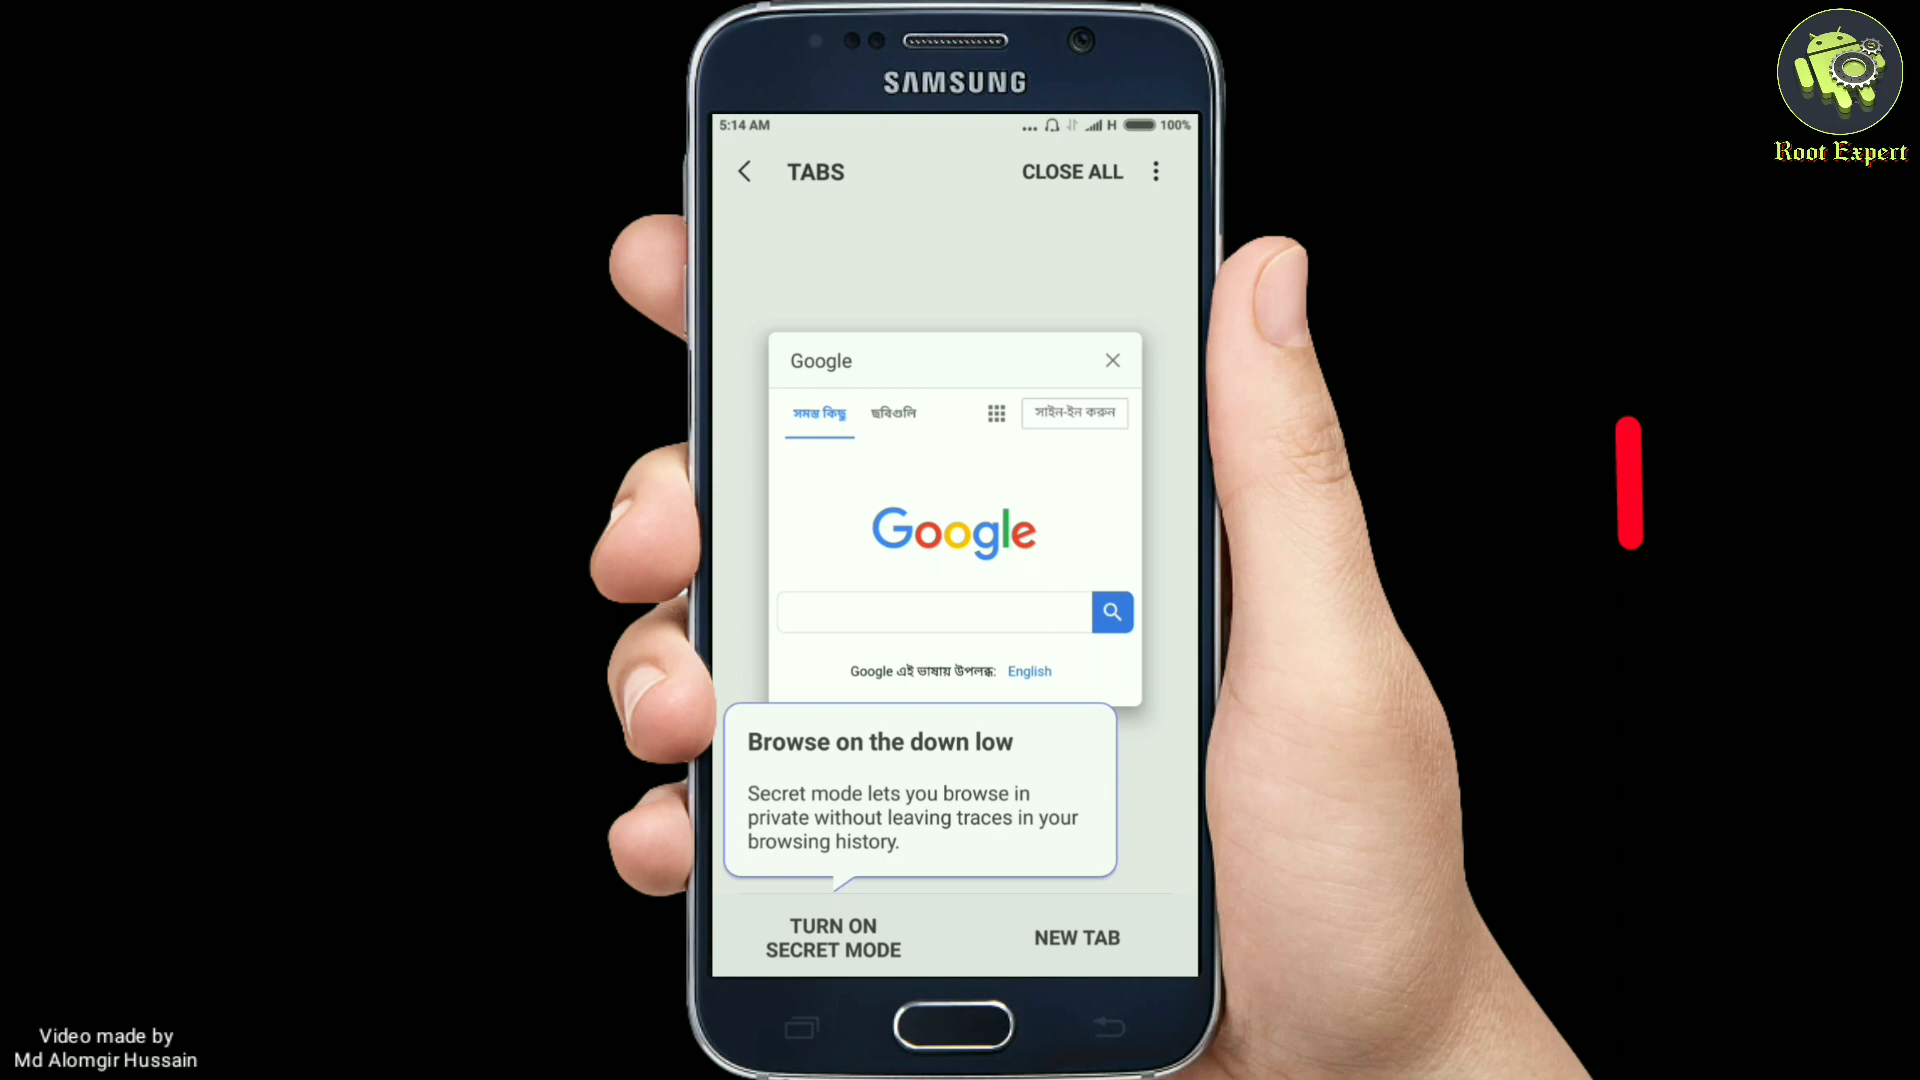 SAMSUNG
Root Expert
5:14 AM
H 100%
TABS
CLOSE ALL
Google
সমস্ত কিছু
ছবিগুলি
সাইন-ইন করুন
Google
Google এই ভাষায় উপলব্ধ: English
Browse on the down low
Secret mode lets you browse in
private without leaving traces in your
browsing history.
TURN ON
SECRET MODE
NEW TAB
Video made by
Md Alomgir Hussain